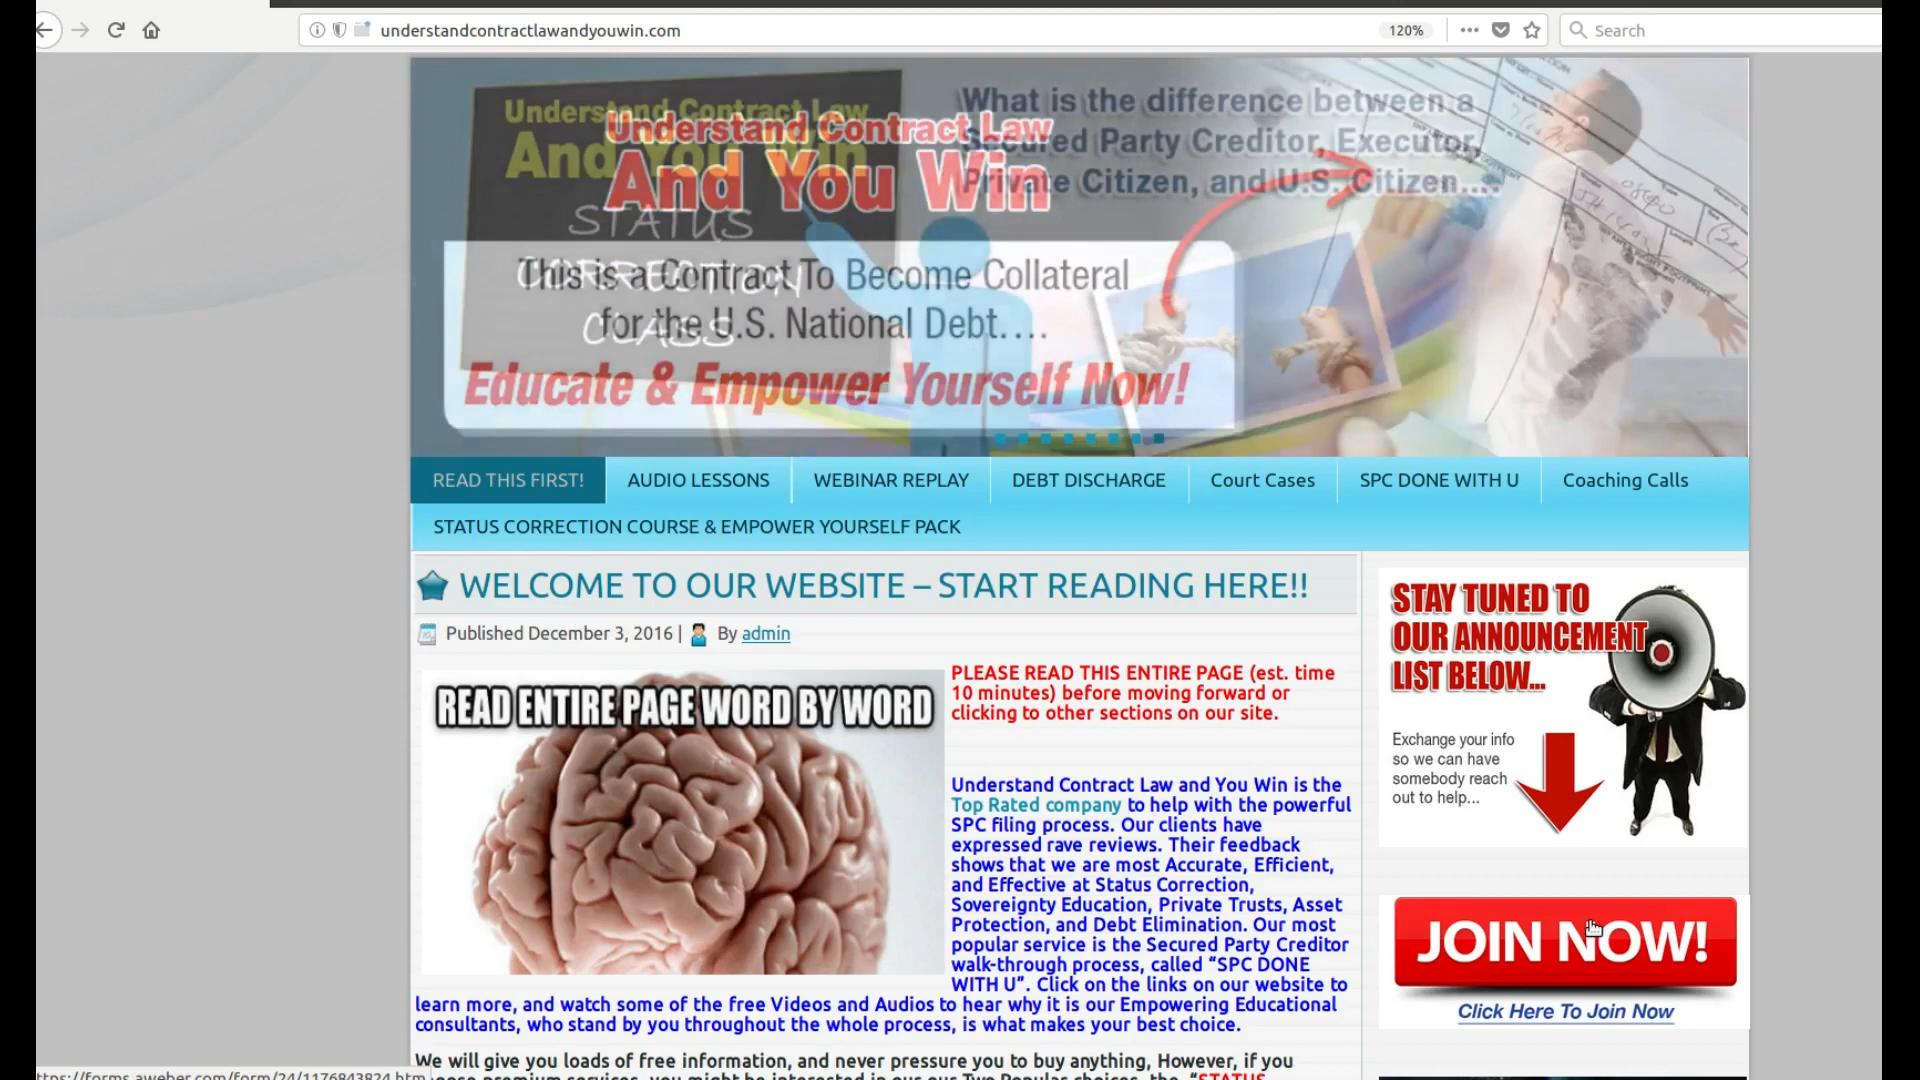 understandcontractlawandyouwin.com
120%
Search
Understand Contract Law
And You Win
Understand Contract Law
And You Win
What is the difference between a
Secured Party Creditor, Executor,
Private Citizen, and U.S. Citizen....
STATUS
CORRECTION
CLASS
This is a Contract To Become Collateral
for the U.S. National Debt....
Educate & Empower Yourself Now!
READ THIS FIRST!
AUDIO LESSONS
WEBINAR REPLAY
DEBT DISCHARGE
Court Cases
SPC DONE WITH U
Coaching Calls
STATUS CORRECTION COURSE & EMPOWER YOURSELF PACK
WELCOME TO OUR WEBSITE – START READING HERE!!
Published December 3, 2016 | By admin
READ ENTIRE PAGE WORD BY WORD
PLEASE READ THIS ENTIRE PAGE (est. time
10 minutes) before moving forward or
clicking to other sections on our site.
Understand Contract Law and You Win is the
Top Rated company to help with the powerful
SPC filing process. Our clients have
expressed rave reviews. Their feedback
shows that we are most Accurate, Efficient,
and Effective at Status Correction,
Sovereignty Education, Private Trusts, Asset
Protection, and Debt Elimination. Our most
popular service is the Secured Party Creditor
walk-through process, called “SPC DONE
WITH U”. Click on the links on our website to
learn more, and watch some of the free Videos and Audios to hear why it is our Empowering Educational
consultants, who stand by you throughout the whole process, is what makes your best choice.
We will give you loads of free information, and never pressure you to buy anything, However, if you
STAY TUNED TO
OUR ANNOUNCEMENT
LIST BELOW...
Exchange your info
so we can have
somebody reach
out to help...
JOIN NOW!
Click Here To Join Now